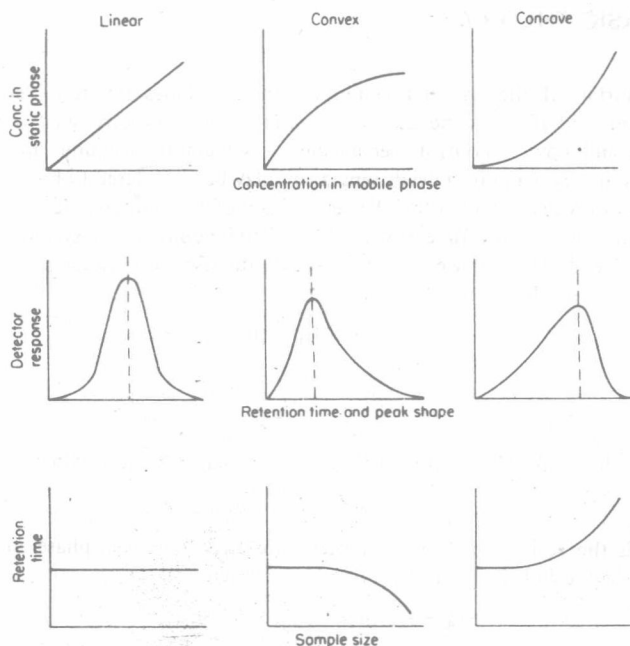 Linear
Convex
Concave
Conc. in
static phase
Concentration in mobile phase
Detector
response
Retention time and peak shape
Retention
time
Sample size